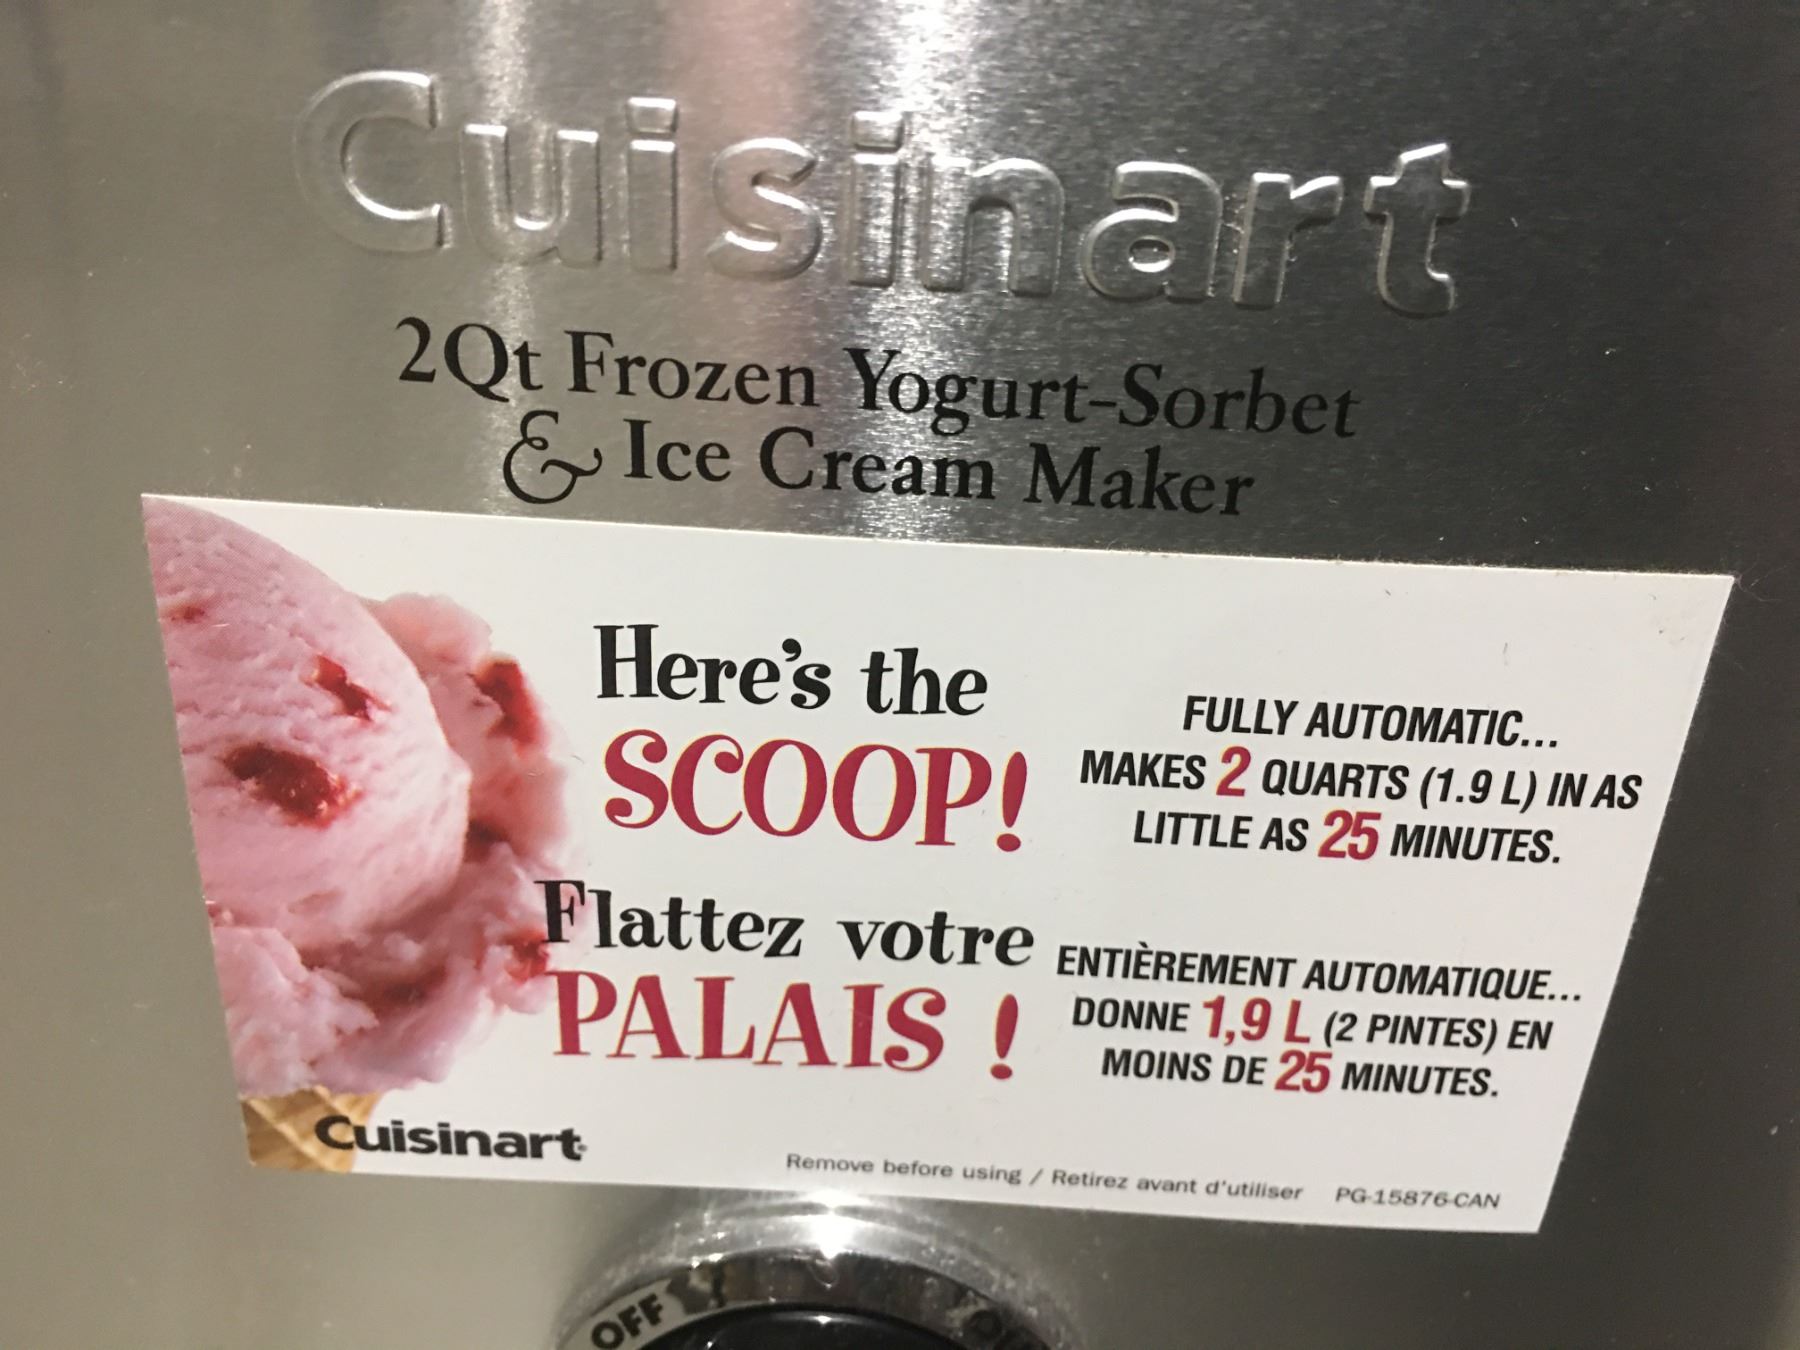 Cuisinart
2Qt Frozen Yogurt-Sorbet
& Ice Cream Maker
Here's the
SCOOP!
FULLY AUTOMATIC...
MAKES 2 QUARTS (1.9 L) IN AS
LITTLE AS 25 MINUTES.
Flattez votre
PALAIS !
ENTIÈREMENT AUTOMATIQUE...
DONNE 1,9 L (2 PINTES) EN
MOINS DE 25 MINUTES.
Cuisinart
Remove before using / Retirez avant d'utiliser PG-15876-CAN
OFF